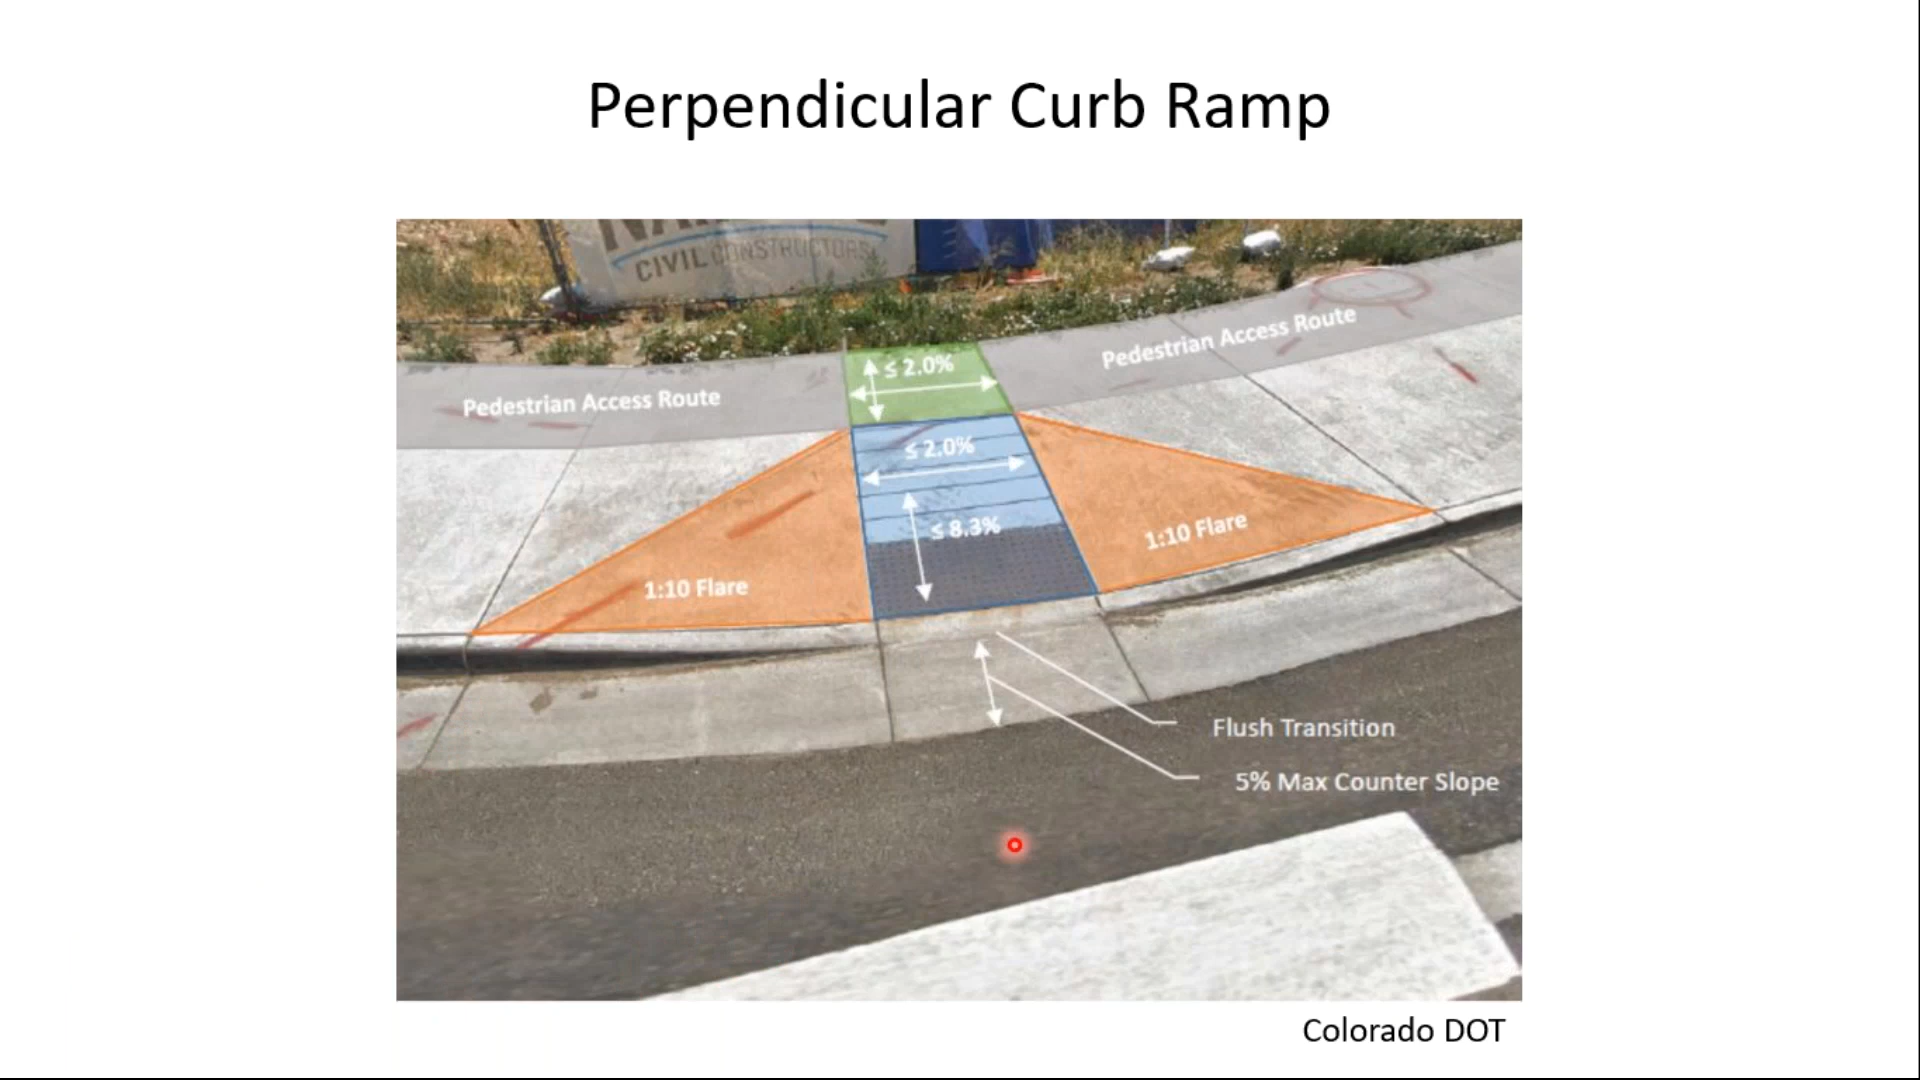 Perpendicular Curb Ramp
CIVIL CONSTRUCTORS
Pedestrian Access Route
≤ 2.0%
Pedestrian Access Route
≤ 2.0%
≤ 8.3%
1:10 Flare
1:10 Flare
Flush Transition
5% Max Counter Slope
Colorado DOT